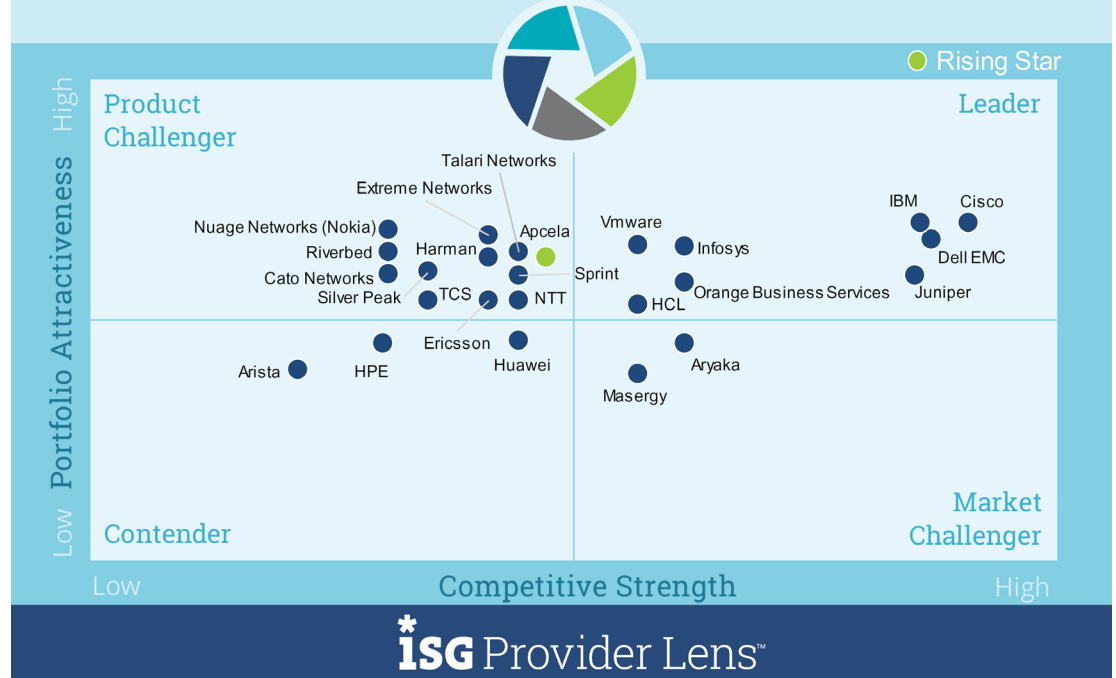 Rising Star
High
Product
Challenger
Leader
Talari Networks
Extreme Networks
Nuage Networks (Nokia)
Apcela
Vmware
IBM
Cisco
Riverbed
Harman
Infosys
Dell EMC
Cato Networks
Sprint
Silver Peak
TCS
NTT
HCL
Orange Business Services
Juniper
Ericsson
Huawei
Arista
HPE
Aryaka
Masergy
Portfolio Attractiveness
Low
Contender
Market
Challenger
Low
Competitive Strength
High
*ISG Provider Lens™